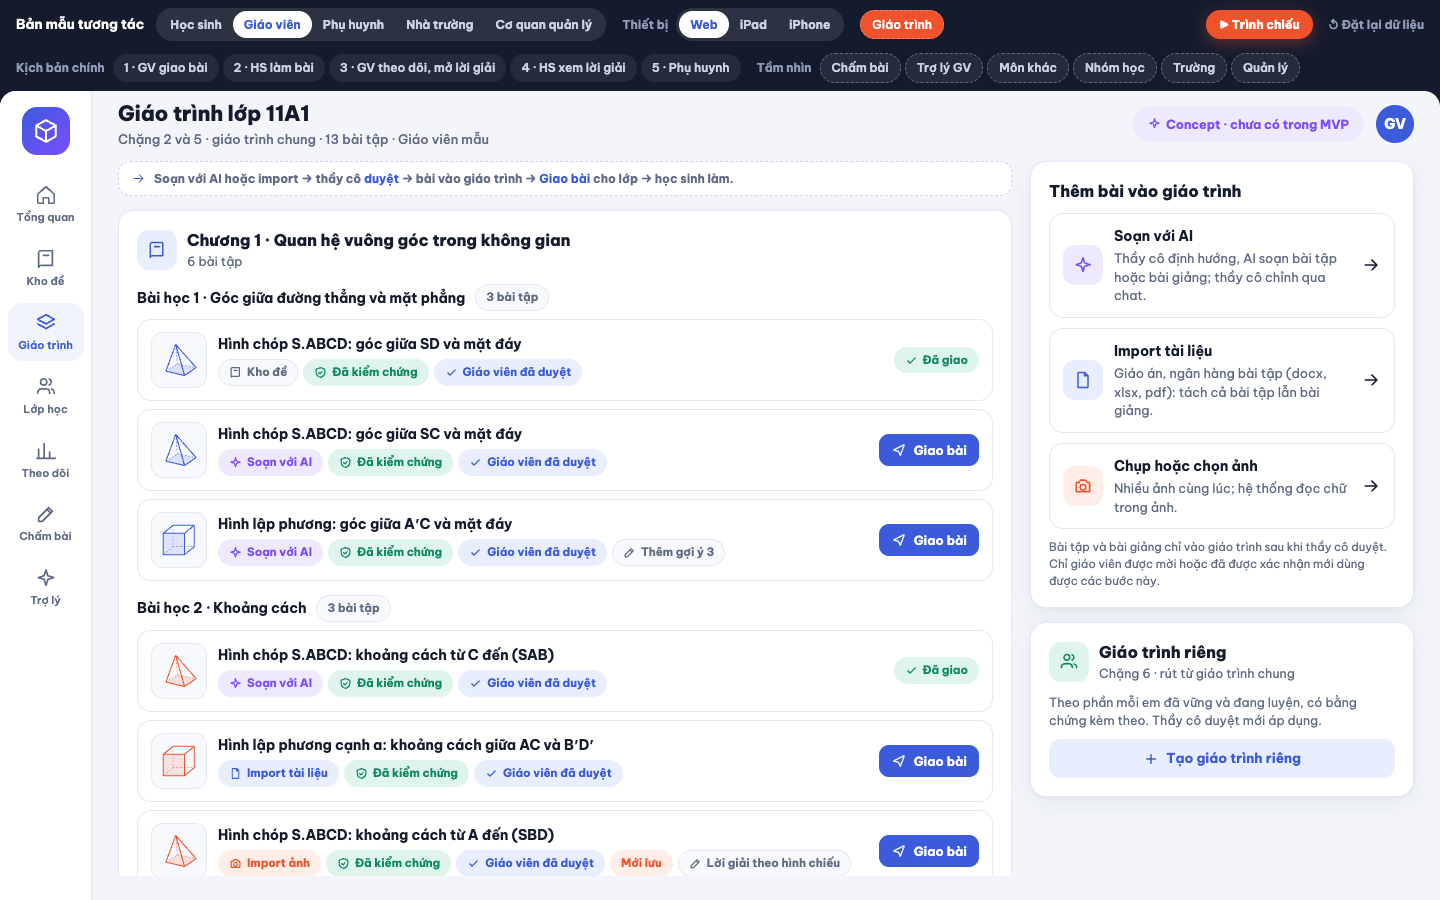 Bản mẫu tương tác
Học sinh
Giáo viên
Phụ huynh
Nhà trường
Cơ quan quản lý
Thiết bị
Web
iPad
iPhone
Giáo trình
Trình chiếu
Đặt lại dữ liệu
Kịch bản chính
1 · GV giao bài
2 · HS làm bài
3 · GV theo dõi, mở lời giải
4 · HS xem lời giải
5 · Phụ huynh
Tầm nhìn
Chấm bài
Trợ lý GV
Môn khác
Nhóm học
Trường
Quản lý
Tổng quan
Kho đề
Giáo trình
Lớp học
Theo dõi
Chấm bài
Trợ lý
Giáo trình lớp 11A1
Chặng 2 và 5 · giáo trình chung · 13 bài tập · Giáo viên mẫu
Concept · chưa có trong MVP
GV
→ Soạn với AI hoặc import → thầy cô duyệt → bài vào giáo trình → Giao bài cho lớp → học sinh làm.
Chương 1 · Quan hệ vuông góc trong không gian
6 bài tập
Bài học 1 · Góc giữa đường thẳng và mặt phẳng
3 bài tập
Hình chóp S.ABCD: góc giữa SD và mặt đáy
Kho đề
Đã kiểm chứng
Giáo viên đã duyệt
Đã giao
Hình chóp S.ABCD: góc giữa SC và mặt đáy
Soạn với AI
Đã kiểm chứng
Giáo viên đã duyệt
Giao bài
Hình lập phương: góc giữa A’C và mặt đáy
Soạn với AI
Đã kiểm chứng
Giáo viên đã duyệt
Thêm gợi ý 3
Giao bài
Bài học 2 · Khoảng cách
3 bài tập
Hình chóp S.ABCD: khoảng cách từ C đến (SAB)
Soạn với AI
Đã kiểm chứng
Giáo viên đã duyệt
Đã giao
Hình lập phương cạnh a: khoảng cách giữa AC và B’D’
Import tài liệu
Đã kiểm chứng
Giáo viên đã duyệt
Giao bài
Hình chóp S.ABCD: khoảng cách từ A đến (SBD)
Import ảnh
Đã kiểm chứng
Giáo viên đã duyệt
Mới lưu
Lời giải theo hình chiếu
Giao bài
Thêm bài vào giáo trình
Soạn với AI
Thầy cô định hướng, AI soạn bài tập
hoặc bài giảng; thầy cô chỉnh qua
chat.
Import tài liệu
Giáo án, ngân hàng bài tập (docx,
xlsx, pdf): tách cả bài tập lẫn bài
giảng.
Chụp hoặc chọn ảnh
Nhiều ảnh cùng lúc; hệ thống đọc chữ
trong ảnh.
Bài tập và bài giảng chỉ vào giáo trình sau khi thầy cô duyệt.
Chỉ giáo viên được mời hoặc đã được xác nhận mới dùng
được các bước này.
Giáo trình riêng
Chặng 6 · rút từ giáo trình chung
Theo phần mỗi em đã vững và đang luyện, có bằng
chứng kèm theo. Thầy cô duyệt mới áp dụng.
+ Tạo giáo trình riêng